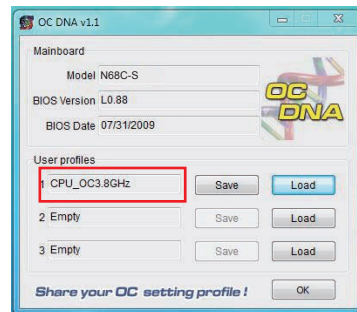 OC DNA v1.1
Mainboard
Model N68C-S
BIOS Version L0.88
BIOS Date 07/31/2009
OC DNA
User profiles
1 CPU_OC3.8GHz Save Load
2 Empty Save Load
3 Empty Save Load
Share your OC setting profile ! OK